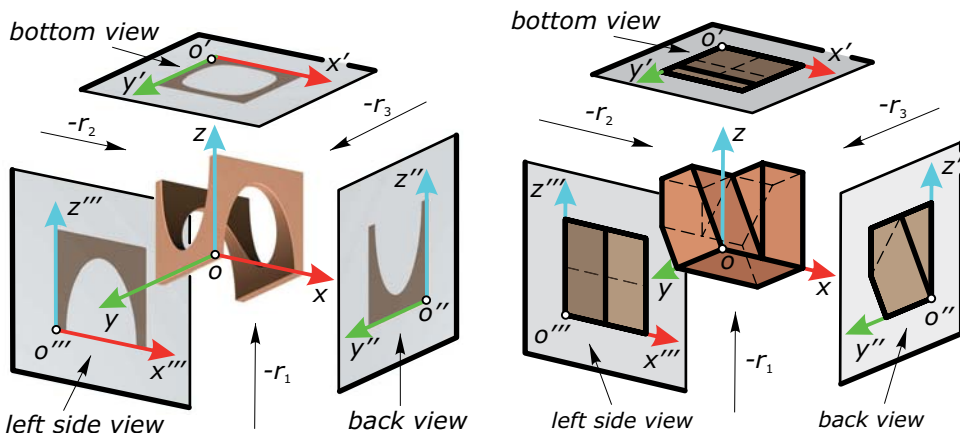 bottom view
o'
x'
y'
-r2
-r3
z
z'''
z''
o
x
y
o''
y''
o'''
x'''
-r1
left side view
back view
bottom view
o'
x'
y'
-r2
-r3
z
z'''
z'
o
x
y
o''
y''
o'''
x'''
-r1
left side view
back view